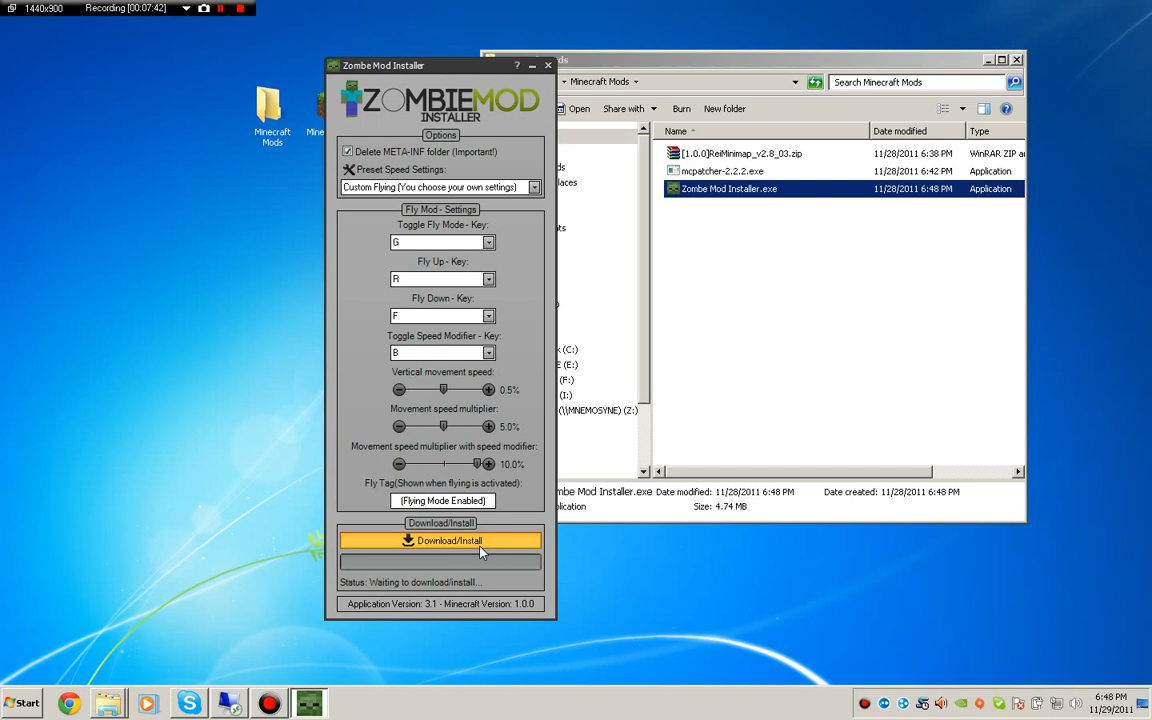 1440x900 Recording [00:07:42]
Minecraft Mods
Mine
Zombe Mod Installer
?
ZOMBIEMOD
INSTALLER
Options
Delete META-INF folder (Important!)
Preset Speed Settings:
Custom Flying (You choose your own settings)
Fly Mod - Settings
Toggle Fly Mode - Key:
G
Fly Up - Key:
R
Fly Down - Key:
F
Toggle Speed Modifier - Key:
B
Vertical movement speed:
0.5%
Movement speed multiplier:
5.0%
Movement speed multiplier with speed modifier:
10.0%
Fly Tag(Shown when flying is activated):
(Flying Mode Enabled)
Download/Install
Download/Install
Status: Waiting to download/install...
Application Version: 3.1 - Minecraft Version: 1.0.0
ds
Minecraft Mods
Search Minecraft Mods
Open Share with Burn New folder
Name Date modified Type
[1.0.0]ReiMinimap_v2.8_03.zip 11/28/2011 6:38 PM WinRAR ZIP ar
mcpatcher-2.2.2.exe 11/28/2011 6:42 PM Application
Zombe Mod Installer.exe 11/28/2011 6:48 PM Application
ds
laces
ts
k (C:)
E (E:)
(F:)
(I:)
(\\MNEMOSYNE) (Z:)
mbe Mod Installer.exe Date modified: 11/28/2011 6:48 PM Date created: 11/28/2011 6:48 PM
plication Size: 4.74 MB
Start
6:48 PM
11/29/2011